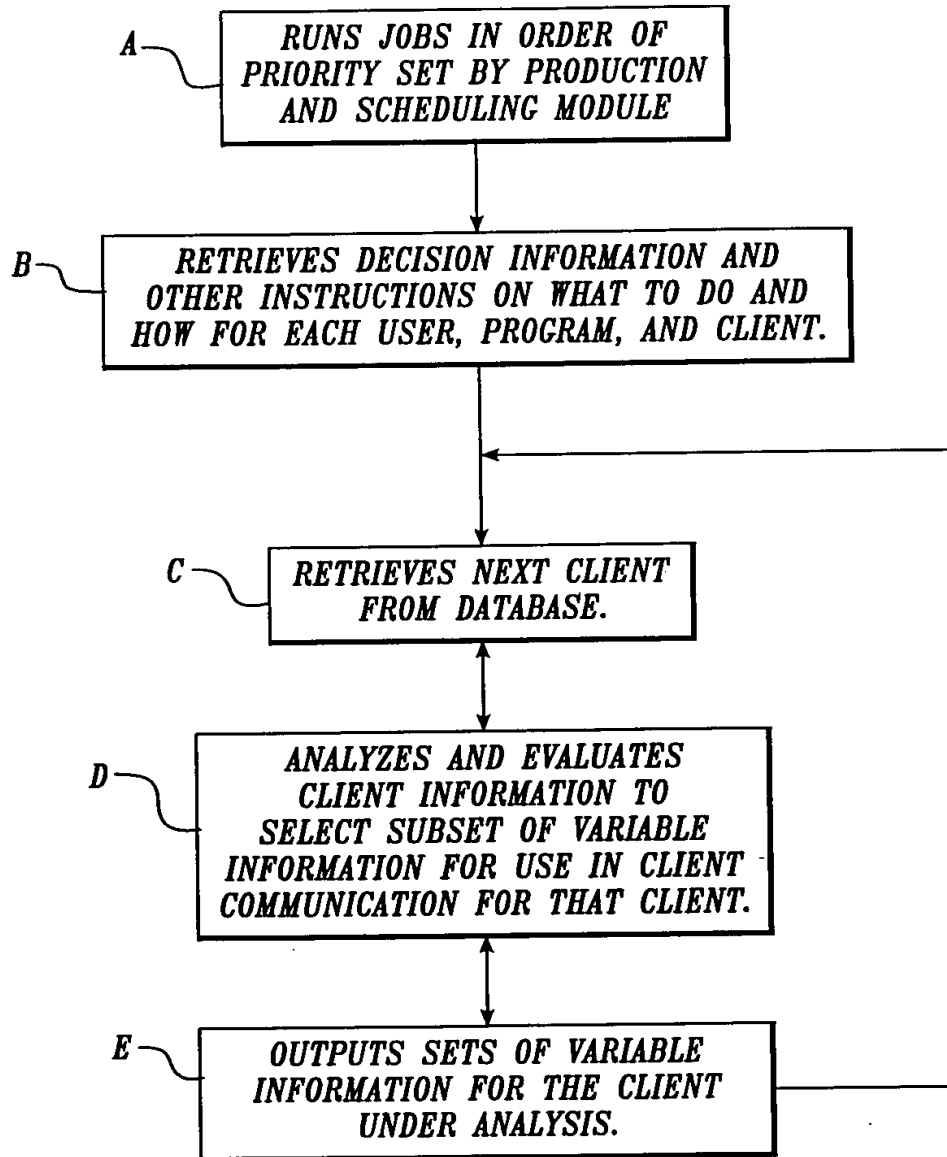 A
RUNS JOBS IN ORDER OF
PRIORITY SET BY PRODUCTION
AND SCHEDULING MODULE
B
RETRIEVES DECISION INFORMATION AND
OTHER INSTRUCTIONS ON WHAT TO DO AND
HOW FOR EACH USER, PROGRAM, AND CLIENT.
C
RETRIEVES NEXT CLIENT
FROM DATABASE.
D
ANALYZES AND EVALUATES
CLIENT INFORMATION TO
SELECT SUBSET OF VARIABLE
INFORMATION FOR USE IN CLIENT
COMMUNICATION FOR THAT CLIENT.
E
OUTPUTS SETS OF VARIABLE
INFORMATION FOR THE CLIENT
UNDER ANALYSIS.